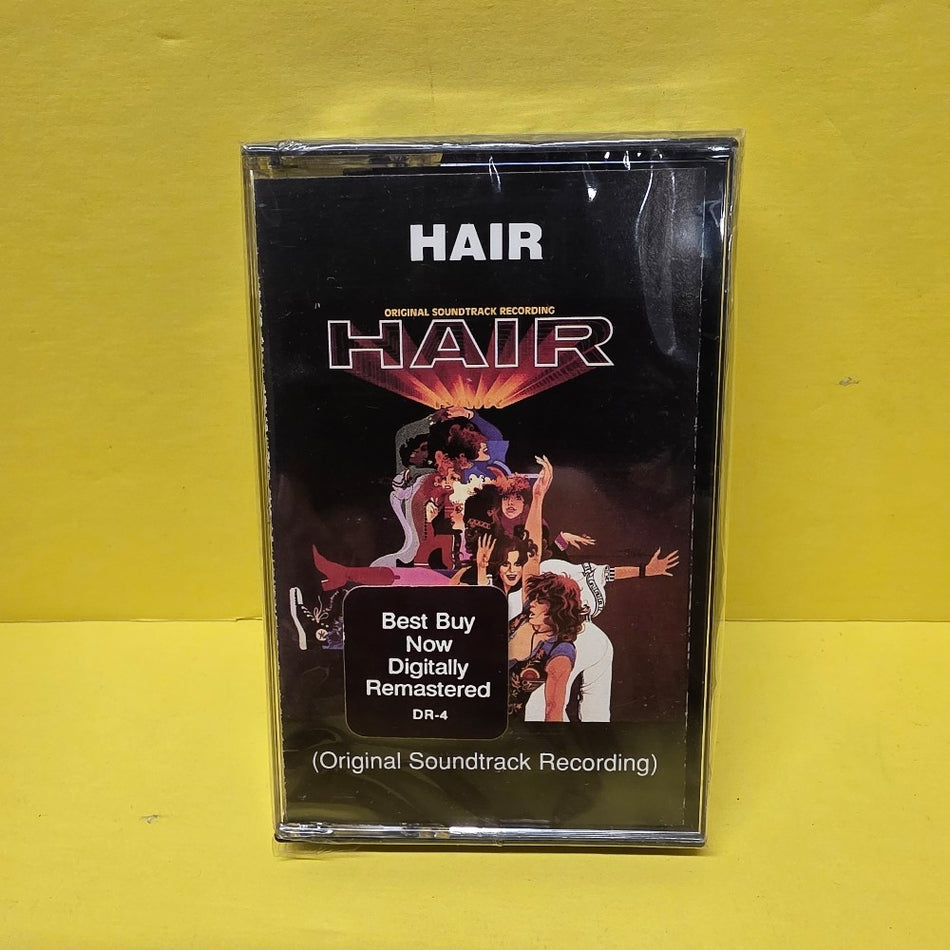 HAIR
ORIGINAL SOUNDTRACK RECORDING
HAIR
Best Buy
Now
Digitally
Remastered
DR-4
(Original Soundtrack Recording)